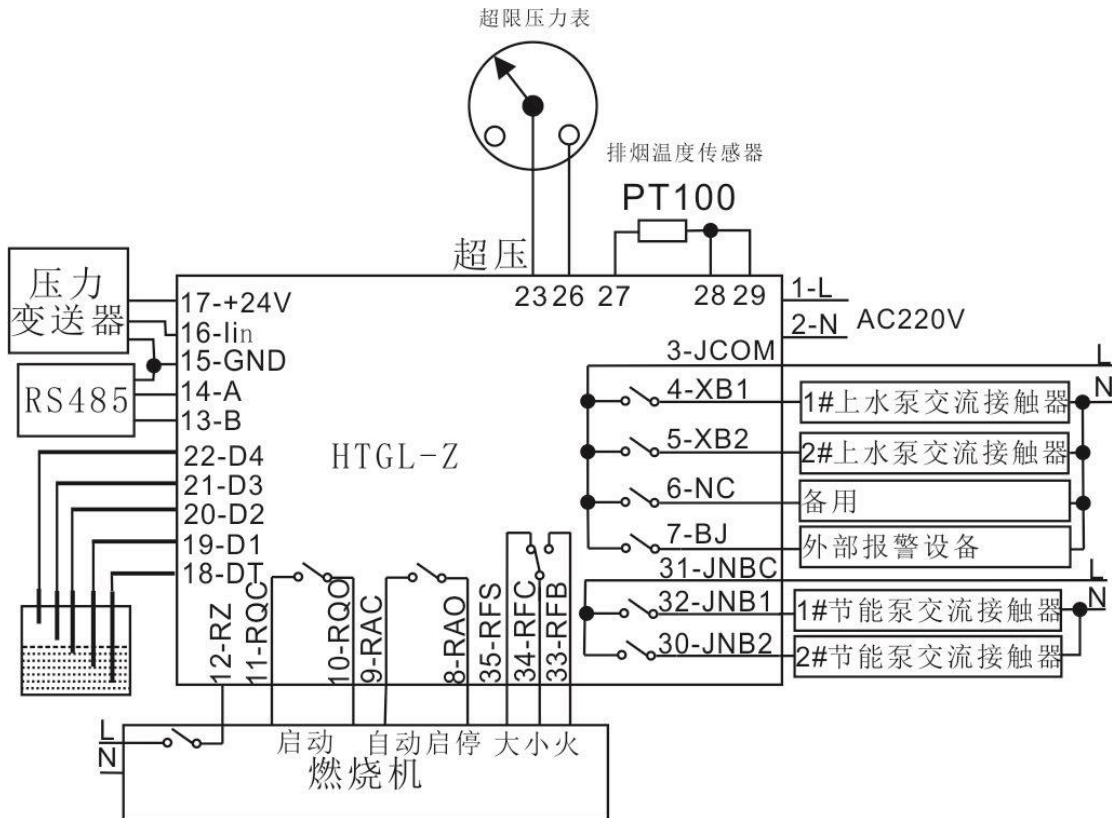 超限压力表
排烟温度传感器
PT100
超压
23 26 27 28 29
压力
变送器
RS485
17-+24V
16-Iin
15-GND
14-A
13-B
22-D4
21-D3
20-D2
19-D1
18-DT
HTGL-Z
1-L
2-N
AC220V
3-JCOM
L
N
4-XB1
1#上水泵交流接触器
5-XB2
2#上水泵交流接触器
6-NC
备用
7-BJ
外部报警设备
31-JNBC
L
N
32-JNB1
1#节能泵交流接触器
30-JNB2
2#节能泵交流接触器
12-RZ
11-RQC
10-RQO
9-RAC
8-RAO
35-RFS
34-RFC
33-RFB
L
N
启动 自动启停 大小火
燃烧机